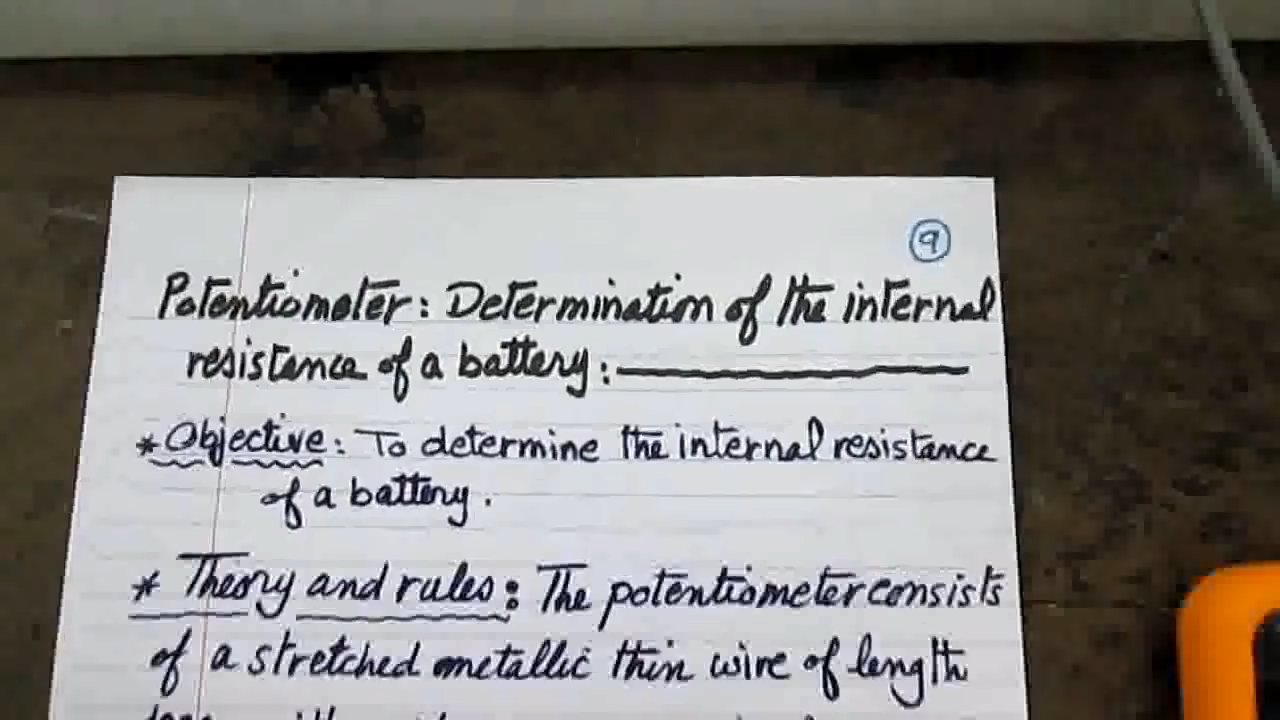 9
Potentiometer: Determination of the internal
resistance of a battery:
* Objective: To determine the internal resistance
of a battery.
* Theory and rules: The potentiometer consists
of a stretched metallic thin wire of length